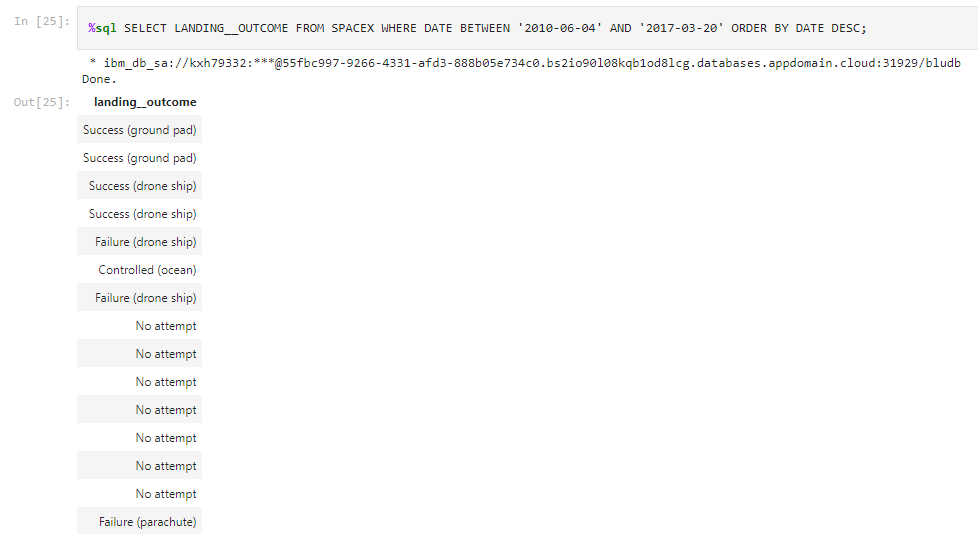 In [25]:
%sql SELECT LANDING__OUTCOME FROM SPACEX WHERE DATE BETWEEN '2010-06-04' AND '2017-03-20' ORDER BY DATE DESC;
* ibm_db_sa://kxh79332:***@55fbc997-9266-4331-afd3-888b05e734c0.bs2io90l08kqb1od8lcg.databases.appdomain.cloud:31929/bludb
Done.
Out[25]:
landing__outcome
Success (ground pad)
Success (ground pad)
Success (drone ship)
Success (drone ship)
Failure (drone ship)
Controlled (ocean)
Failure (drone ship)
No attempt
No attempt
No attempt
No attempt
No attempt
No attempt
No attempt
Failure (parachute)